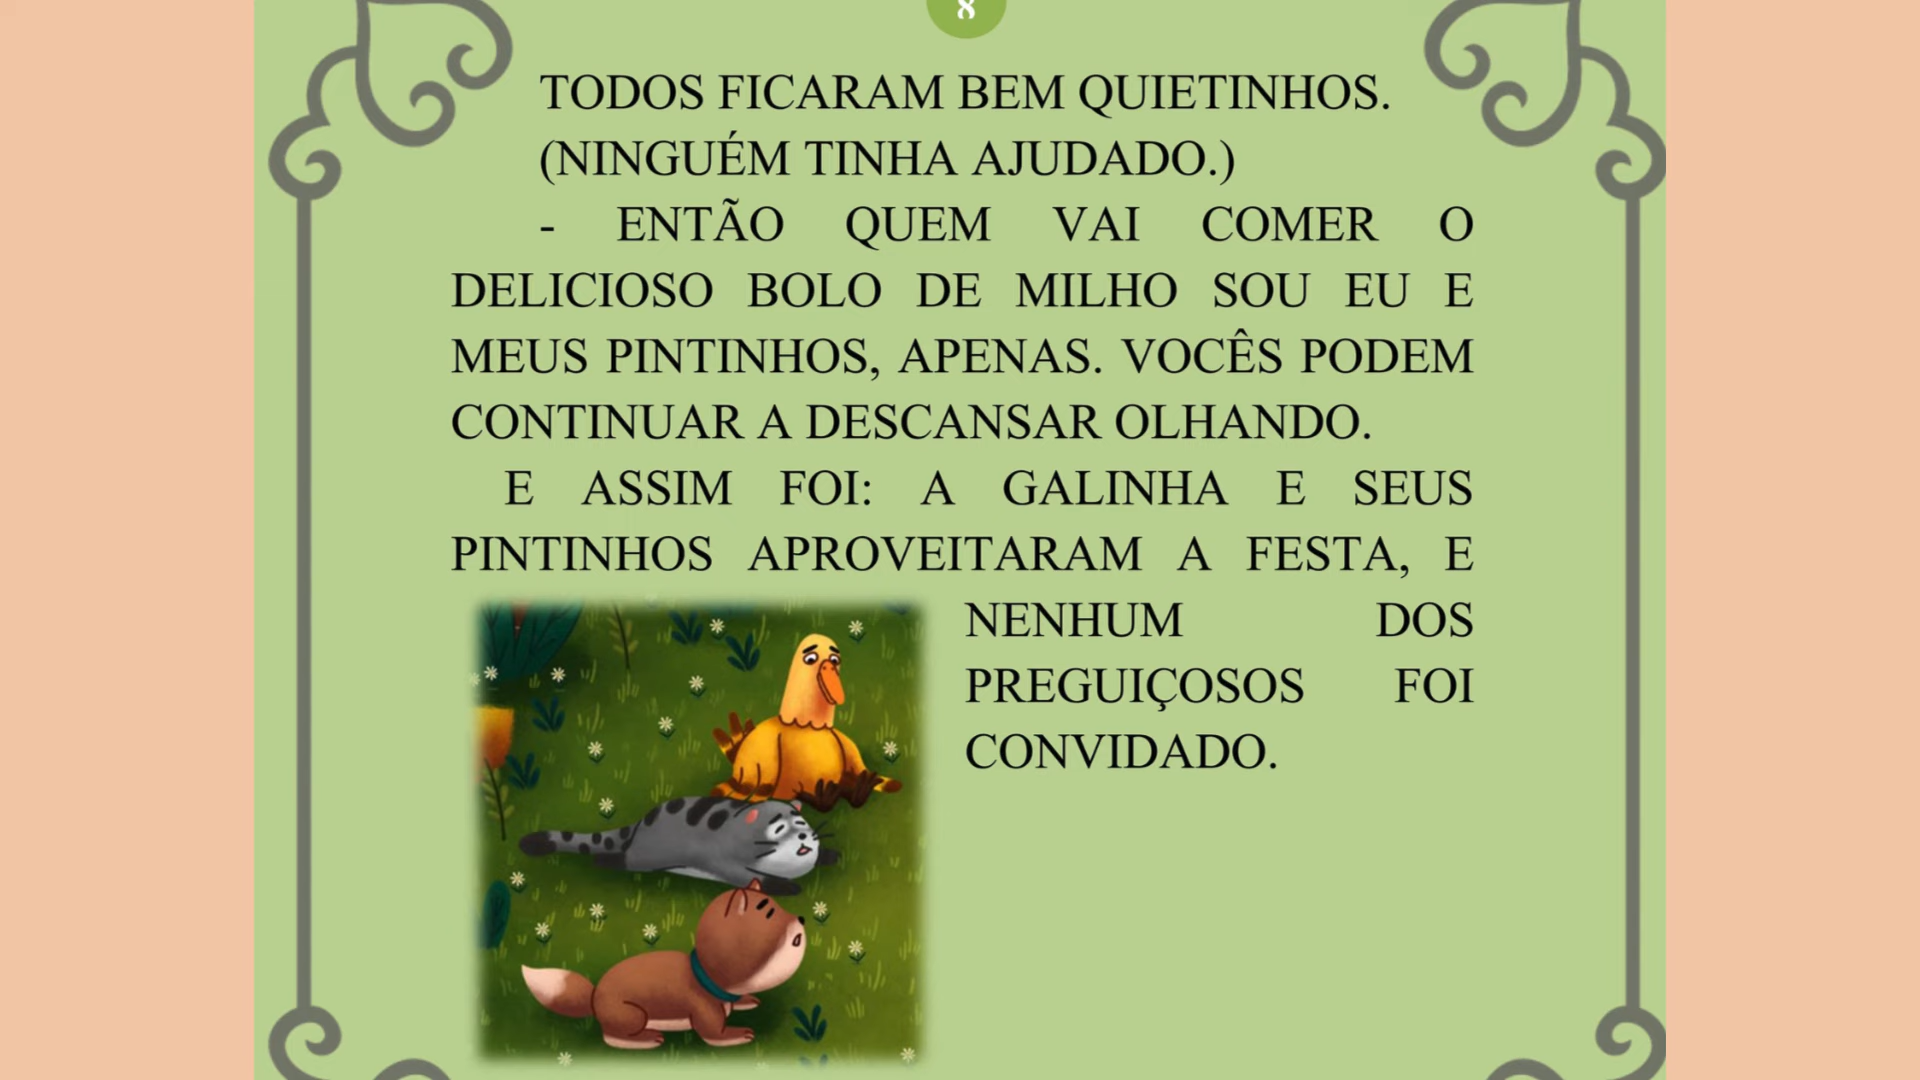 8
TODOS FICARAM BEM QUIETINHOS.
(NINGUÉM TINHA AJUDADO.)
- ENTÃO QUEM VAI COMER O
DELICIOSO BOLO DE MILHO SOU EU E
MEUS PINTINHOS, APENAS. VOCÊS PODEM
CONTINUAR A DESCANSAR OLHANDO.
E ASSIM FOI: A GALINHA E SEUS
PINTINHOS APROVEITARAM A FESTA, E
NENHUM DOS
PREGUIÇOSOS FOI
CONVIDADO.